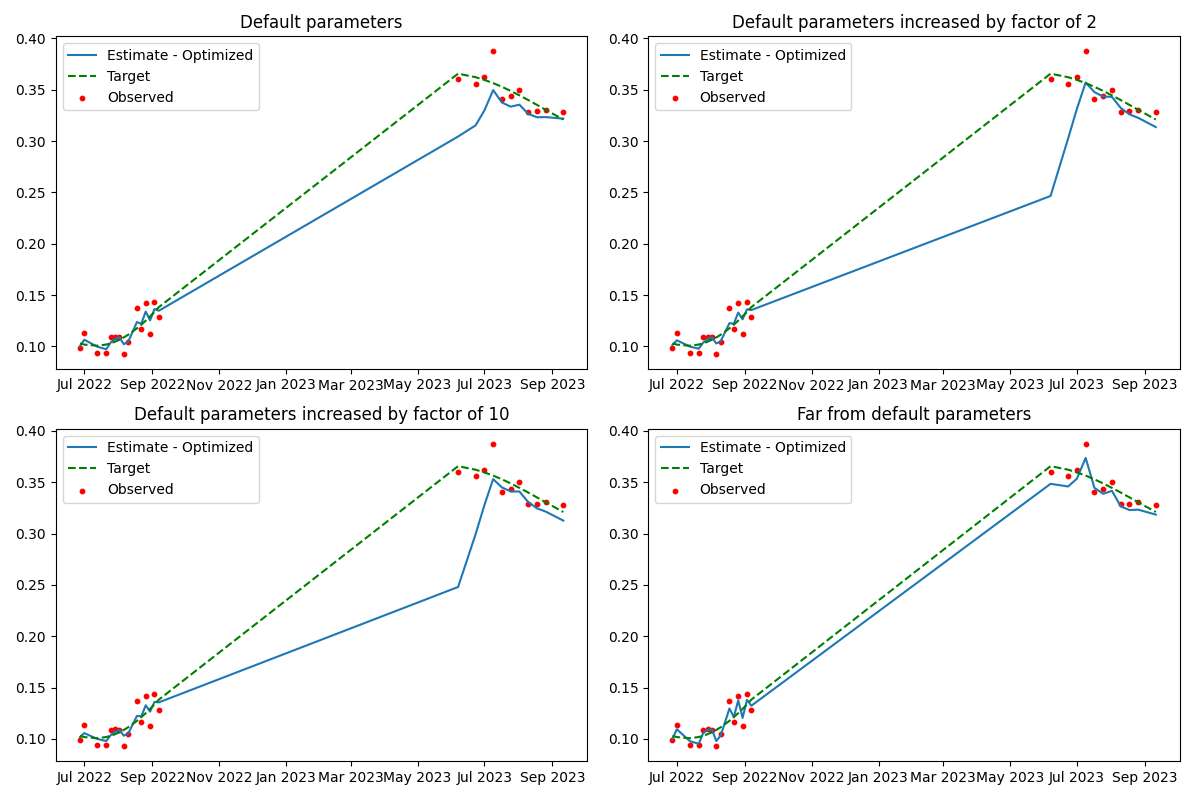 Default parameters
0.40
0.35
0.30
0.25
0.20
0.15
0.10
Estimate - Optimized
Target
Observed
Jul 2022 Sep 2022 Nov 2022 Jan 2023 Mar 2023 May 2023 Jul 2023 Sep 2023
Default parameters increased by factor of 2
0.40
0.35
0.30
0.25
0.20
0.15
0.10
Estimate - Optimized
Target
Observed
Jul 2022 Sep 2022 Nov 2022 Jan 2023 Mar 2023 May 2023 Jul 2023 Sep 2023
Default parameters increased by factor of 10
0.40
0.35
0.30
0.25
0.20
0.15
0.10
Estimate - Optimized
Target
Observed
Jul 2022 Sep 2022 Nov 2022 Jan 2023 Mar 2023 May 2023 Jul 2023 Sep 2023
Far from default parameters
0.40
0.35
0.30
0.25
0.20
0.15
0.10
Estimate - Optimized
Target
Observed
Jul 2022 Sep 2022 Nov 2022 Jan 2023 Mar 2023 May 2023 Jul 2023 Sep 2023